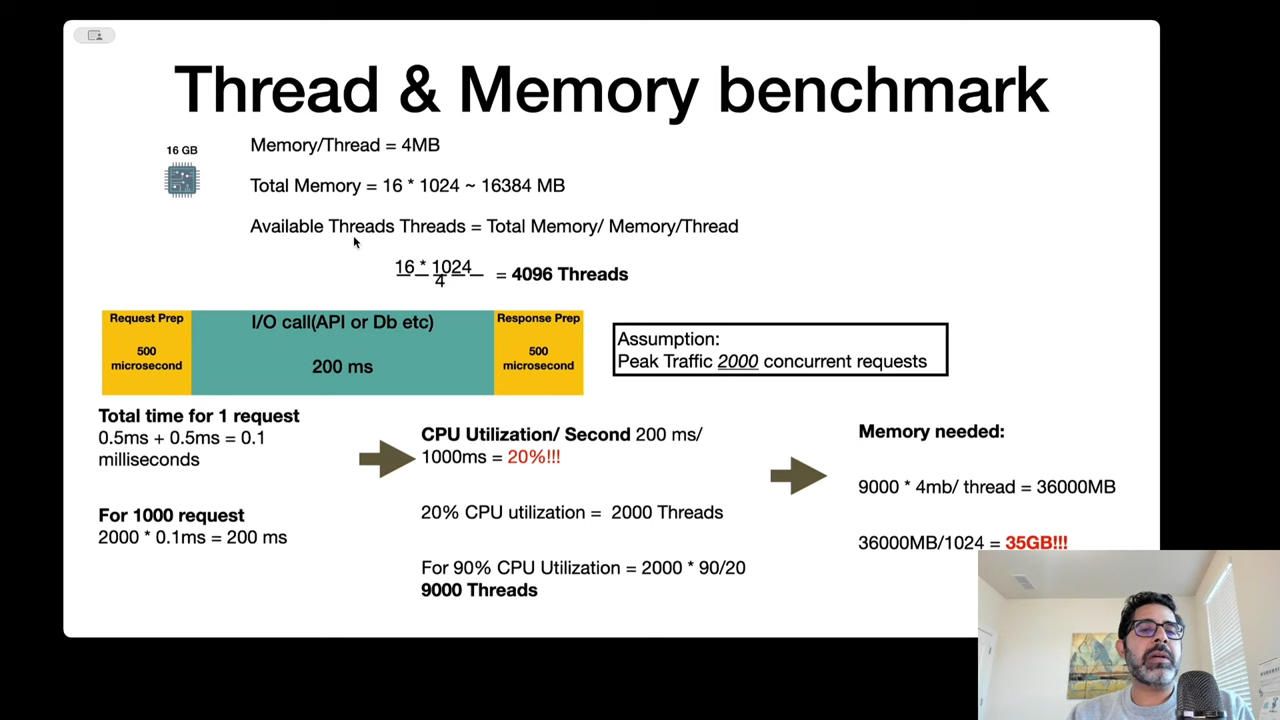 Thread & Memory benchmark
16 GB
Memory/Thread = 4MB
Total Memory = 16 * 1024 ~ 16384 MB
Available Threads Threads = Total Memory/ Memory/Thread
16 * 1024
4
= 4096 Threads
Request Prep
500
microsecond
I/O call(API or Db etc)
200 ms
Response Prep
500
microsecond
Assumption:
Peak Traffic 2000 concurrent requests
Total time for 1 request
0.5ms + 0.5ms = 0.1
milliseconds
For 1000 request
2000 * 0.1ms = 200 ms
CPU Utilization/ Second 200 ms/
1000ms = 20%!!!
20% CPU utilization = 2000 Threads
For 90% CPU Utilization = 2000 * 90/20
9000 Threads
Memory needed:
9000 * 4mb/ thread = 36000MB
36000MB/1024 = 35GB!!!